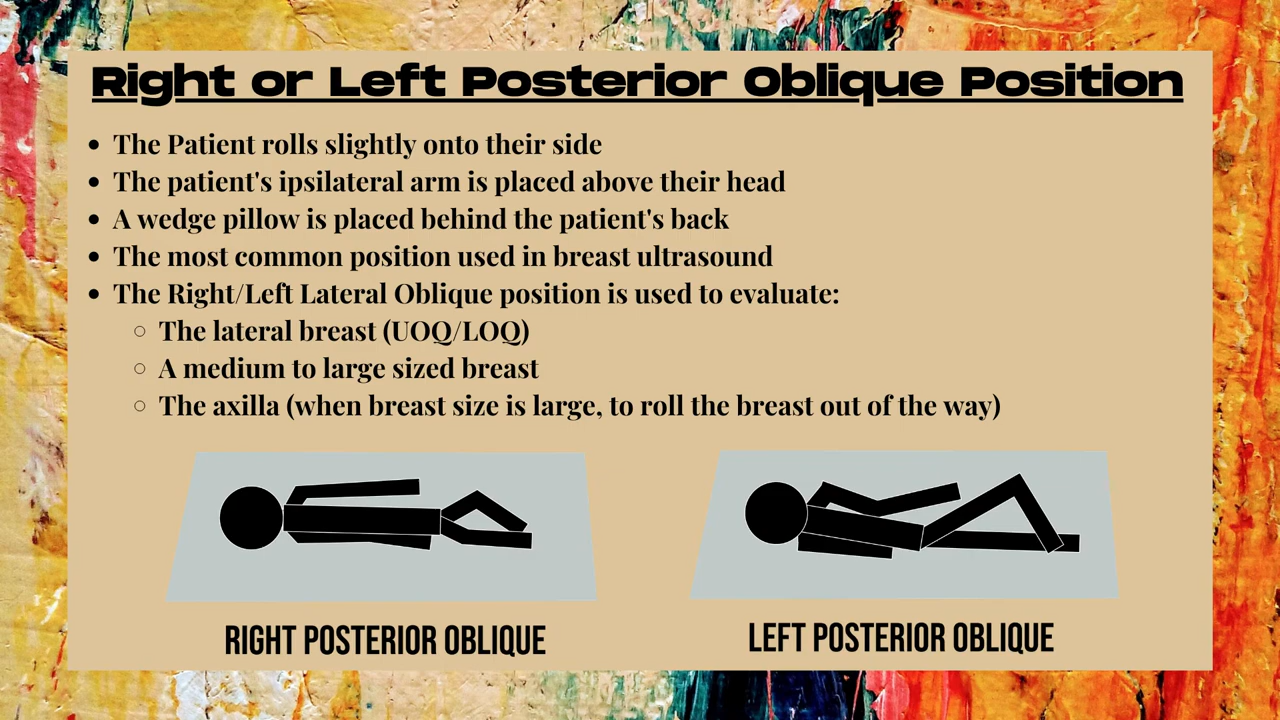 Right or Left Posterior Oblique Position
The Patient rolls slightly onto their side
The patient's ipsilateral arm is placed above their head
A wedge pillow is placed behind the patient's back
The most common position used in breast ultrasound
The Right/Left Lateral Oblique position is used to evaluate:
The lateral breast (UOQ/LOQ)
A medium to large sized breast
The axilla (when breast size is large, to roll the breast out of the way)
RIGHT POSTERIOR OBLIQUE
LEFT POSTERIOR OBLIQUE